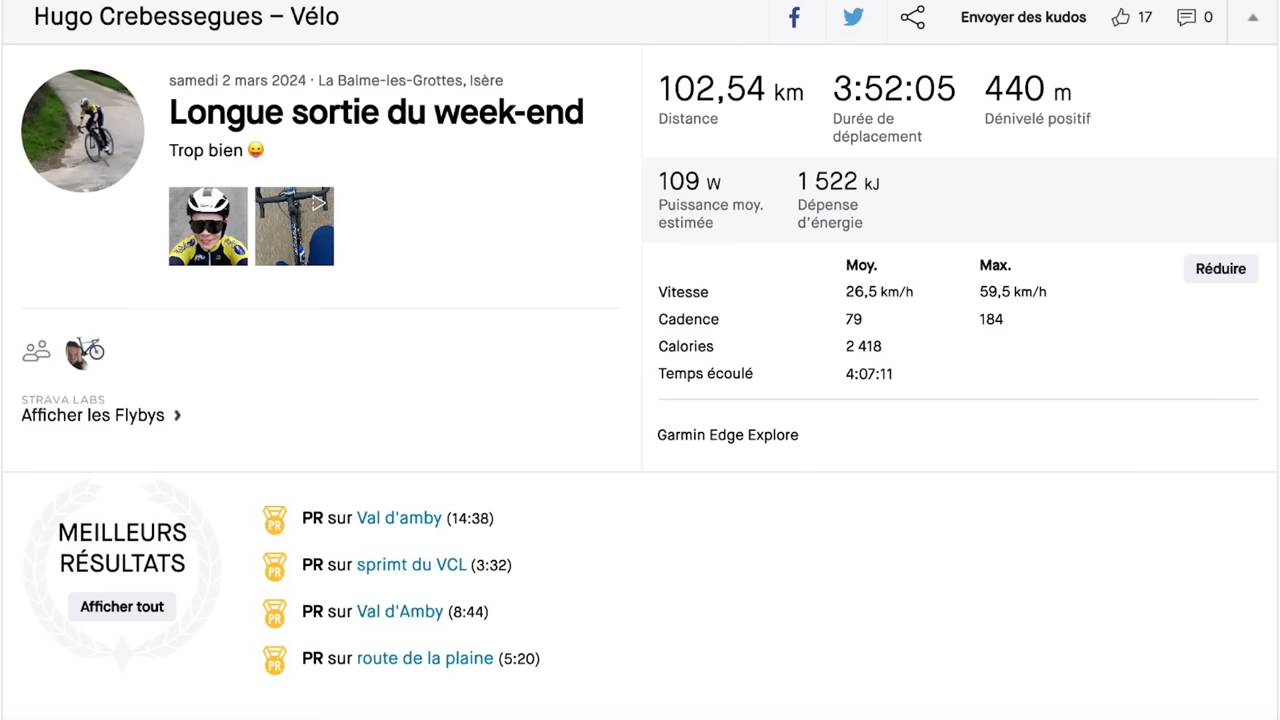 Hugo Crebessegues – Vélo
Envoyer des kudos
17
0
samedi 2 mars 2024 · La Balme-les-Grottes, Isère
Longue sortie du week-end
Trop bien 😛
STRAVA LABS
Afficher les Flybys
102,54 km
3:52:05
440 m
Distance
Durée de
déplacement
Dénivelé positif
109 W
1 522 kJ
Puissance moy.
estimée
Dépense
d'énergie
Moy.
Max.
Réduire
Vitesse
26,5 km/h
59,5 km/h
Cadence
79
184
Calories
2 418
Temps écoulé
4:07:11
Garmin Edge Explore
MEILLEURS
RÉSULTATS
Afficher tout
PR
PR sur Val d'amby (14:38)
PR
PR sur sprimt du VCL (3:32)
PR
PR sur Val d'Amby (8:44)
PR
PR sur route de la plaine (5:20)